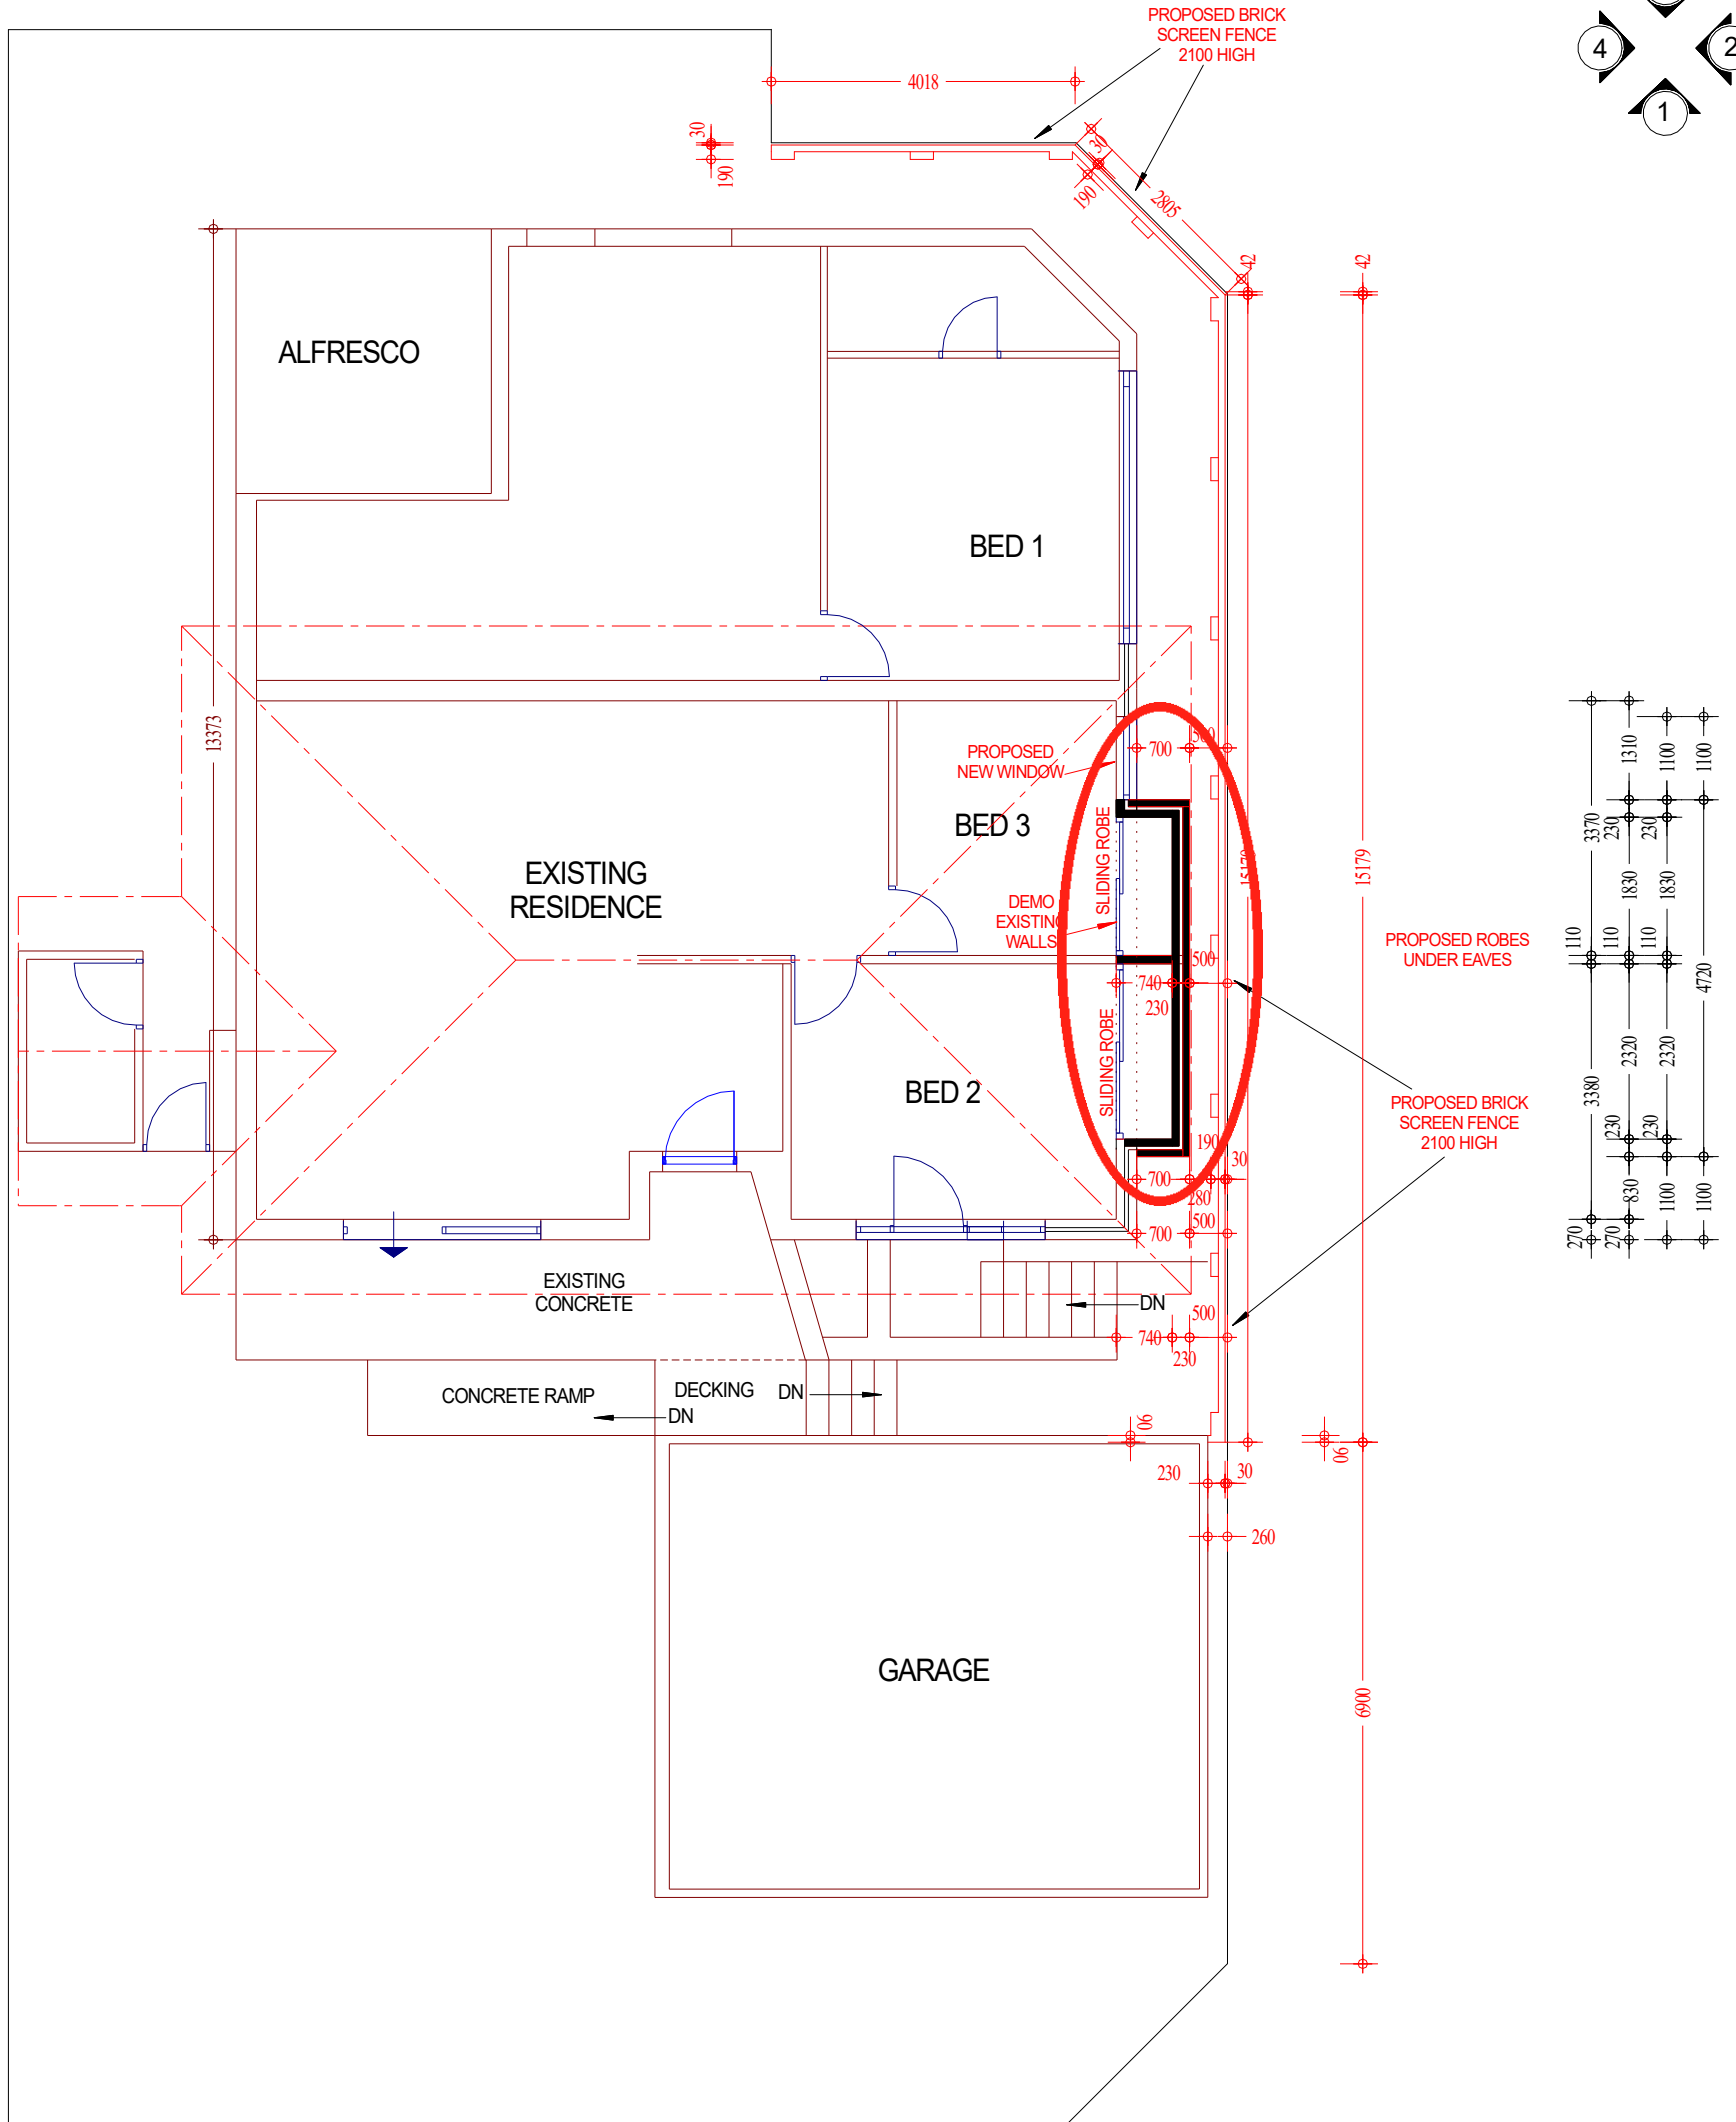 PROPOSED BRICK
SCREEN FENCE
2100 HIGH
4
2
1
4018
30
190
30
190
2805
42
42
ALFRESCO
BED 1
13373
PROPOSED
NEW WINDOW
700
500
BED 3
SLIDING ROBE
EXISTING
RESIDENCE
DEMO
EXISTING
WALLS
15179
15179
PROPOSED ROBES
UNDER EAVES
500
740
230
BED 2
SLIDING ROBE
190
30
700
280
500
700
PROPOSED BRICK
SCREEN FENCE
2100 HIGH
3370
1310
1100
1100
230
230
1830
1830
110
110
110
4720
3380
2320
2320
230
230
830
1100
1100
270
270
EXISTING
CONCRETE
DN
500
740
230
CONCRETE RAMP
DECKING
DN
DN
90
90
230
30
260
GARAGE
6900